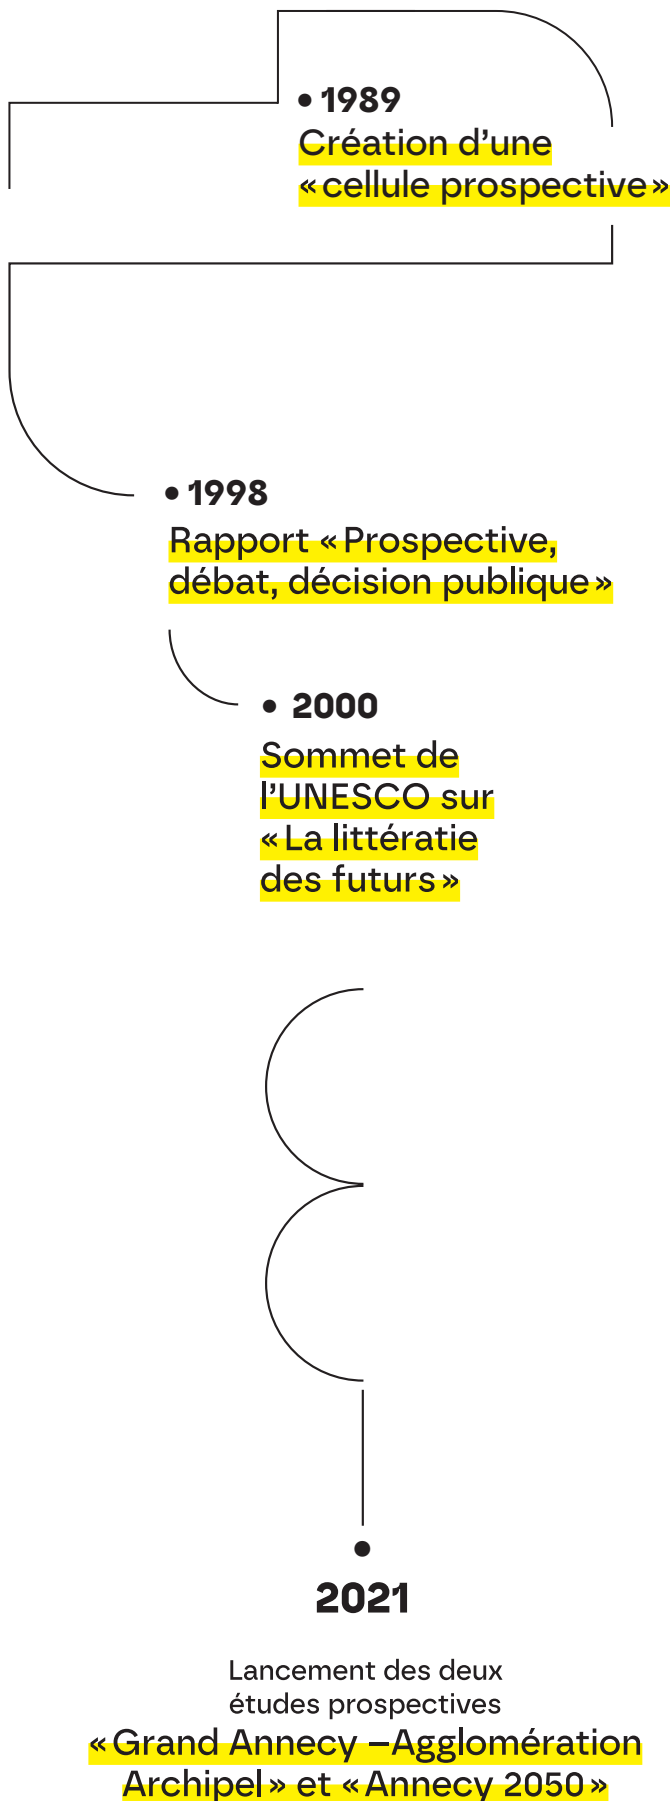 • 1989
Création d’une
« cellule prospective »
• 1998
Rapport « Prospective,
débat, décision publique »
• 2000
Sommet de
l’UNESCO sur
« La littératie
des futurs »
•
2021
Lancement des deux
études prospectives
« Grand Annecy –Agglomération
Archipel » et « Annecy 2050 »